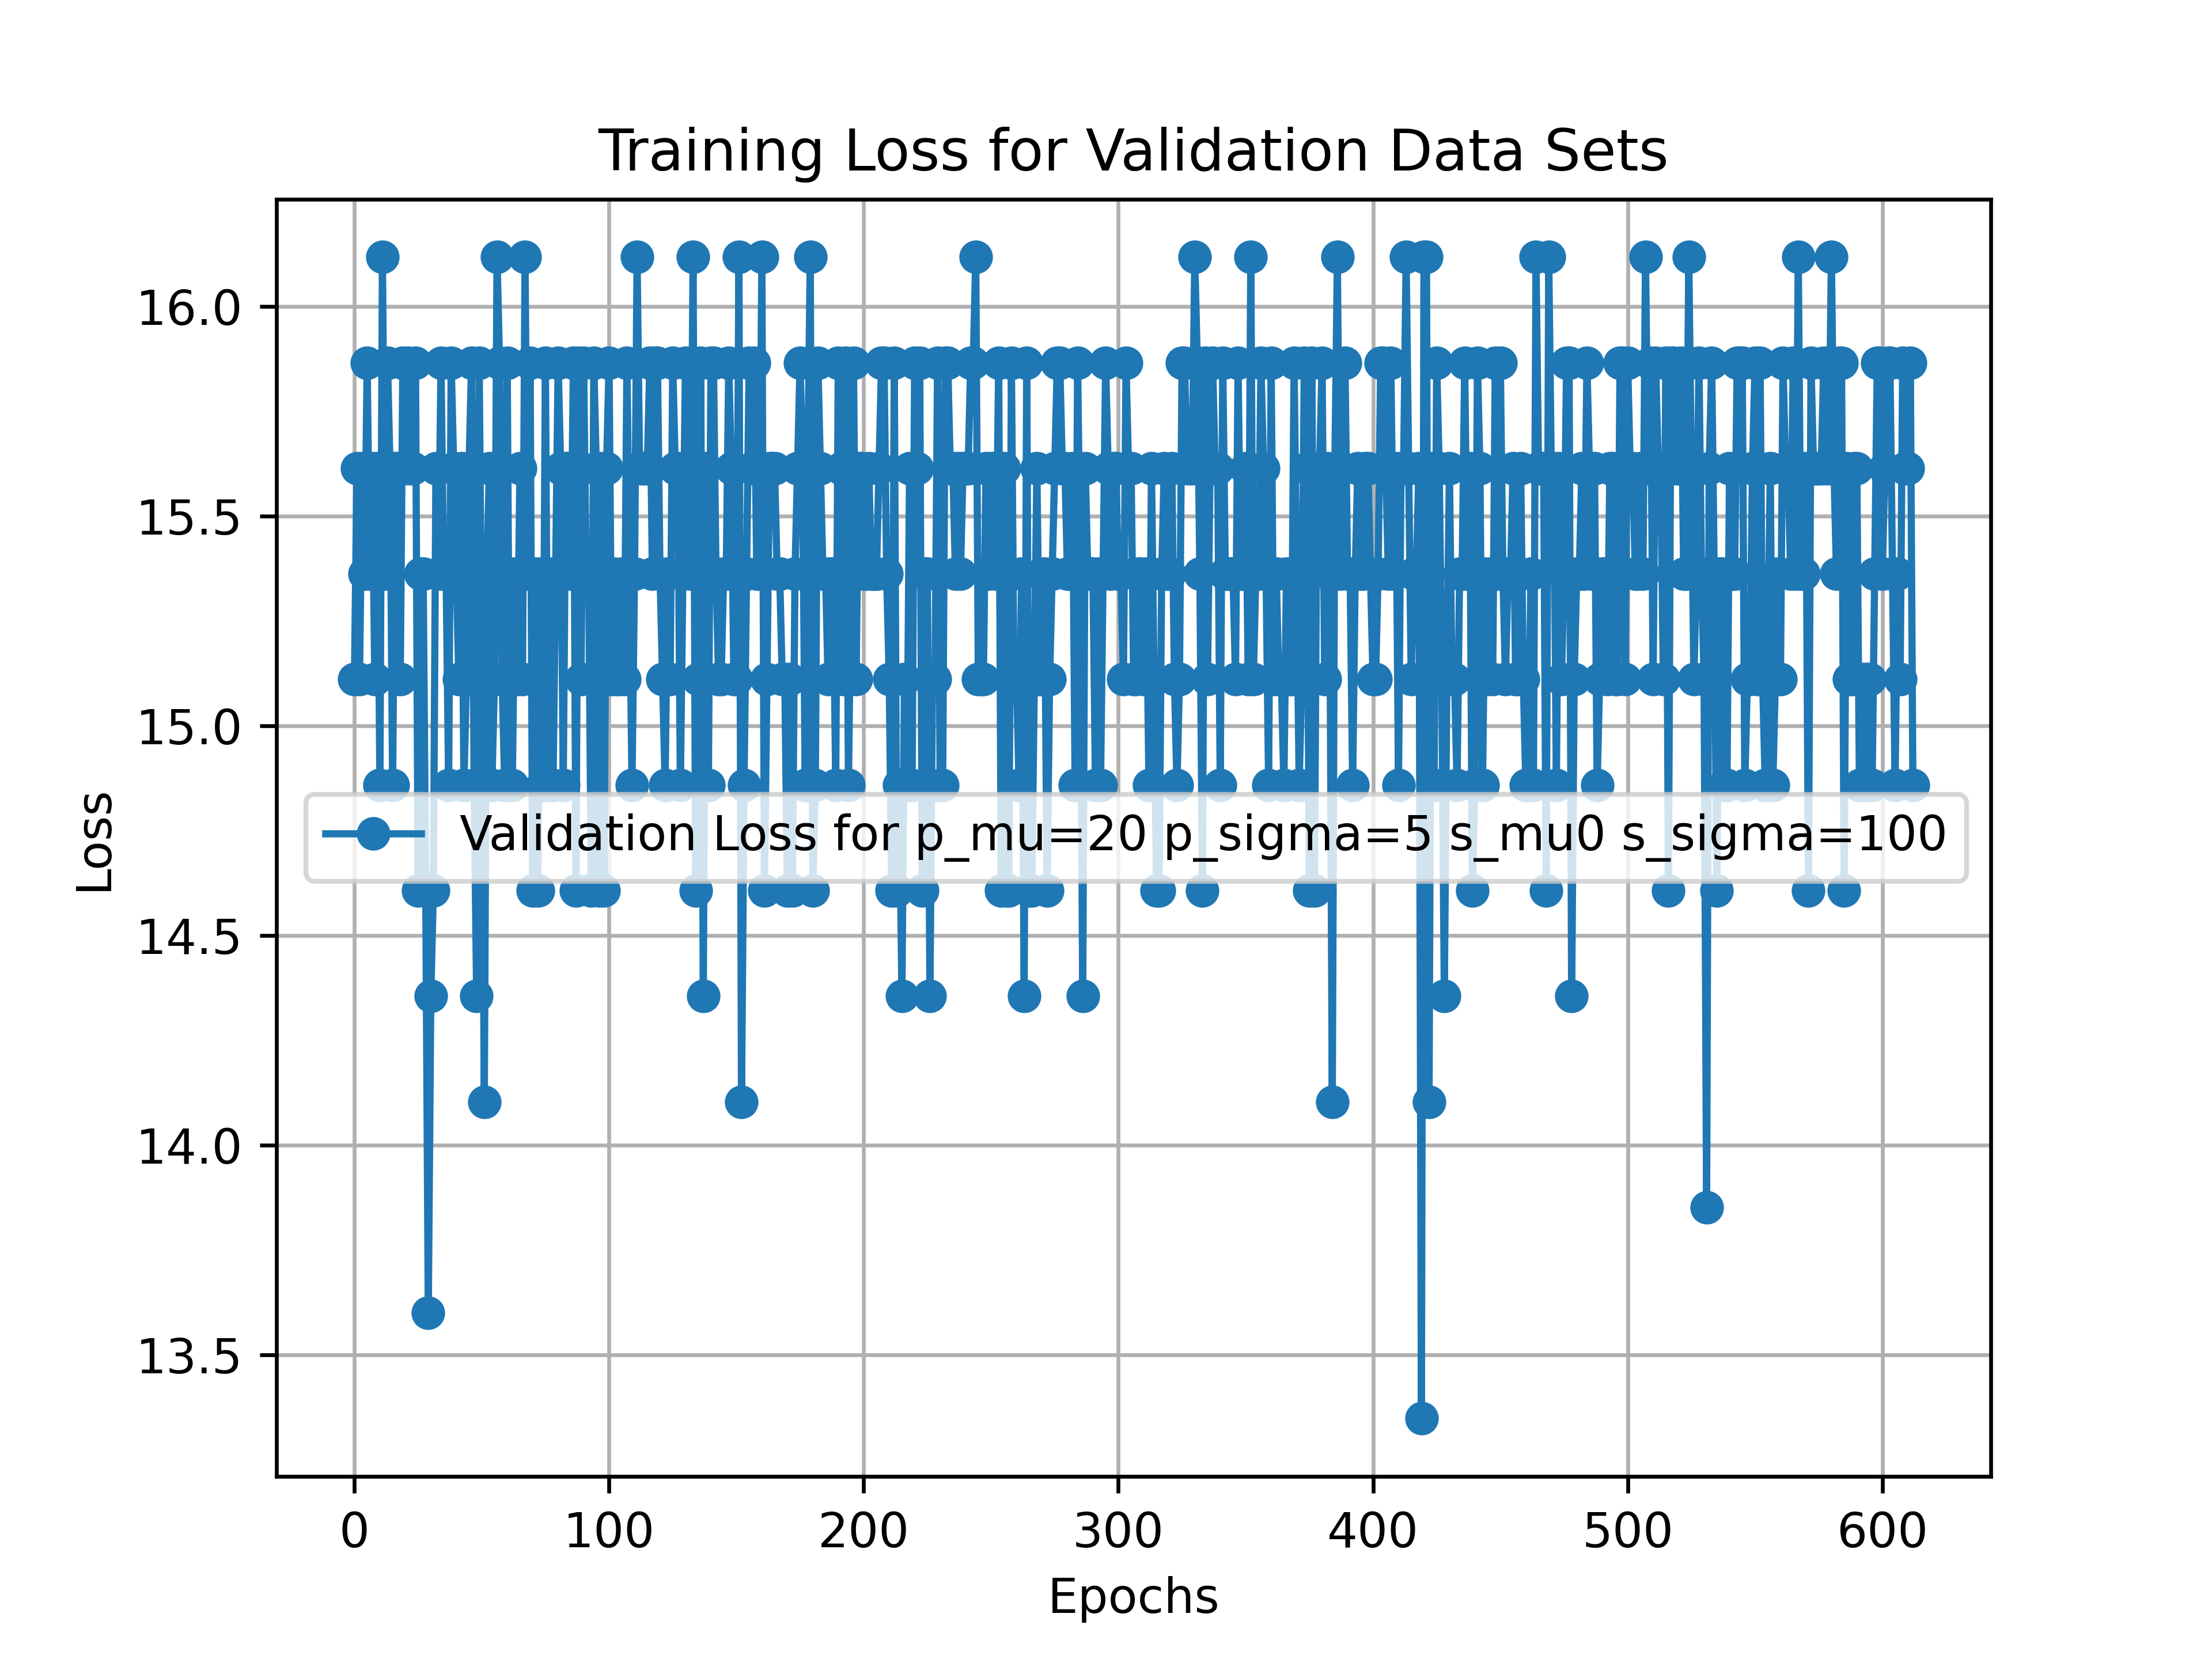 Training Loss for Validation Data Sets
16.0
15.5
15.0
14.5
14.0
13.5
Loss
Validation Loss for p_mu=20 p_sigma=5 s_mu0 s_sigma=100
0 100 200 300 400 500 600
Epochs